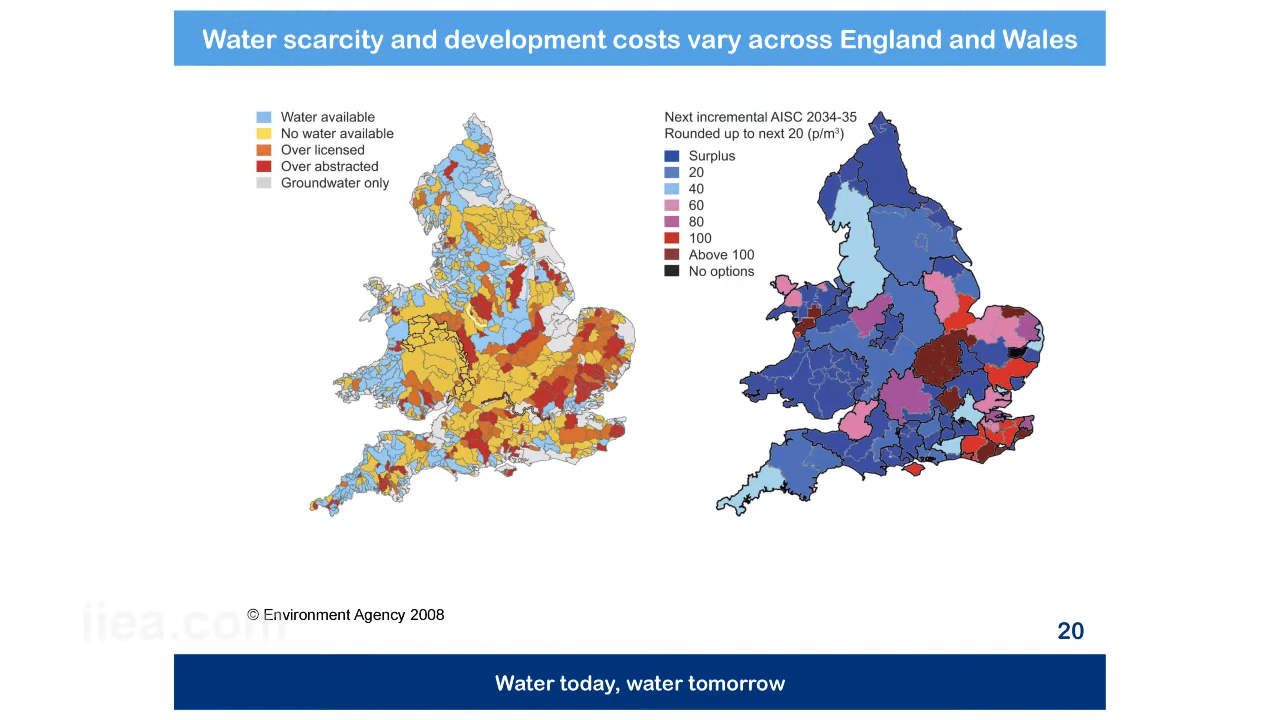 Water scarcity and development costs vary across England and Wales
Water available
No water available
Over licensed
Over abstracted
Groundwater only
Next incremental AISC 2034-35
Rounded up to next 20 (p/m³)
Surplus
20
40
60
80
100
Above 100
No options
© Environment Agency 2008
iiea.com
20
Water today, water tomorrow